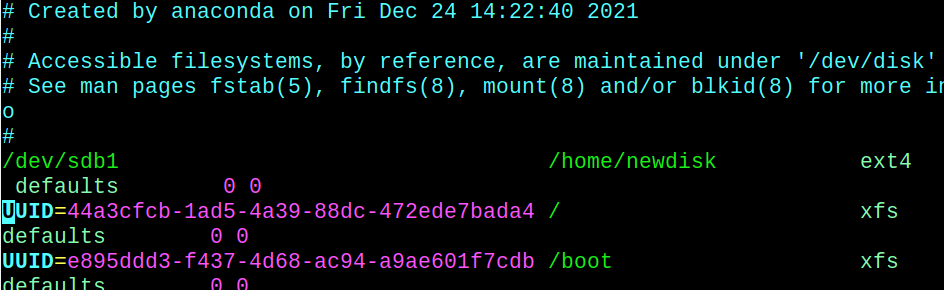 # Created by anaconda on Fri Dec 24 14:22:40 2021
#
# Accessible filesystems, by reference, are maintained under '/dev/disk'
# See man pages fstab(5), findfs(8), mount(8) and/or blkid(8) for more in
o
#
/dev/sdb1 /home/newdisk ext4
 defaults 0 0
UUID=44a3cfcb-1ad5-4a39-88dc-472ede7bada4 / xfs
defaults 0 0
UUID=e895ddd3-f437-4d68-ac94-a9ae601f7cdb /boot xfs
defaults 0 0